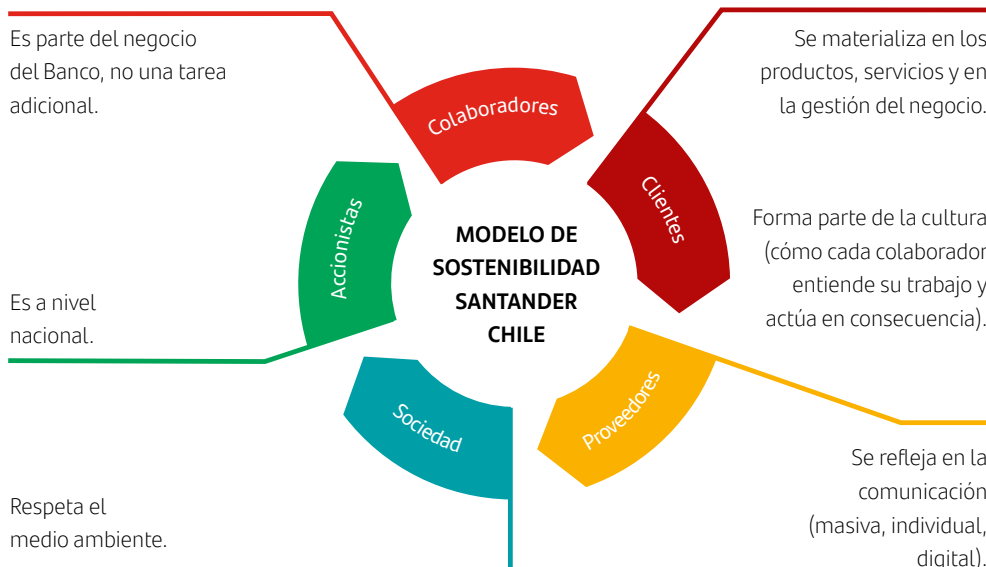 Es parte del negocio
del Banco, no una tarea
adicional.
Colaboradores
Se materializa en los
productos, servicios y en
la gestión del negocio.
Clientes
Accionistas
MODELO DE
SOSTENIBILIDAD
SANTANDER
CHILE
Forma parte de la cultura
(cómo cada colaborador
entiende su trabajo y
actúa en consecuencia).
Es a nivel
nacional.
Sociedad
Proveedores
Respeta el
medio ambiente.
Se refleja en la
comunicación
(masiva, individual,
digital).